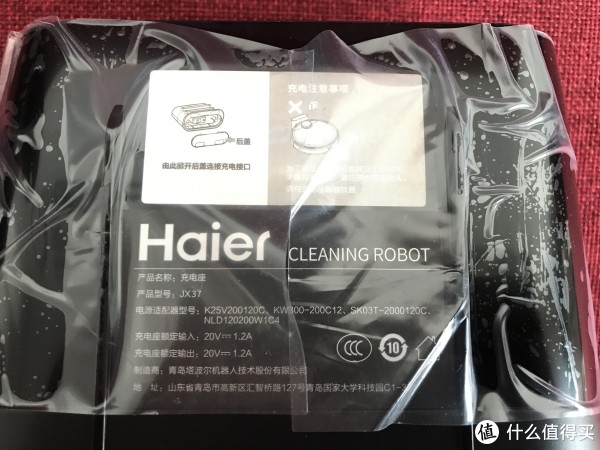 充电注意事项
后盖
由此掀开后盖连接充电接口
Haier CLEANING ROBOT
产品名称：充电座
产品型号：JX37
电源适配器型号：K25V200120C、KW300-200C12、SK03T-2000120C、
NLD120200W1C4
充电座额定输入：20V⎓1.2A
充电座额定输出：20V⎓1.2A
制造商：青岛塔波尔机器人技术股份有限公司
地址：山东省青岛市高新区汇智桥路127号青岛国家大学科技园C1-3
CCC
10
值 什么值得买